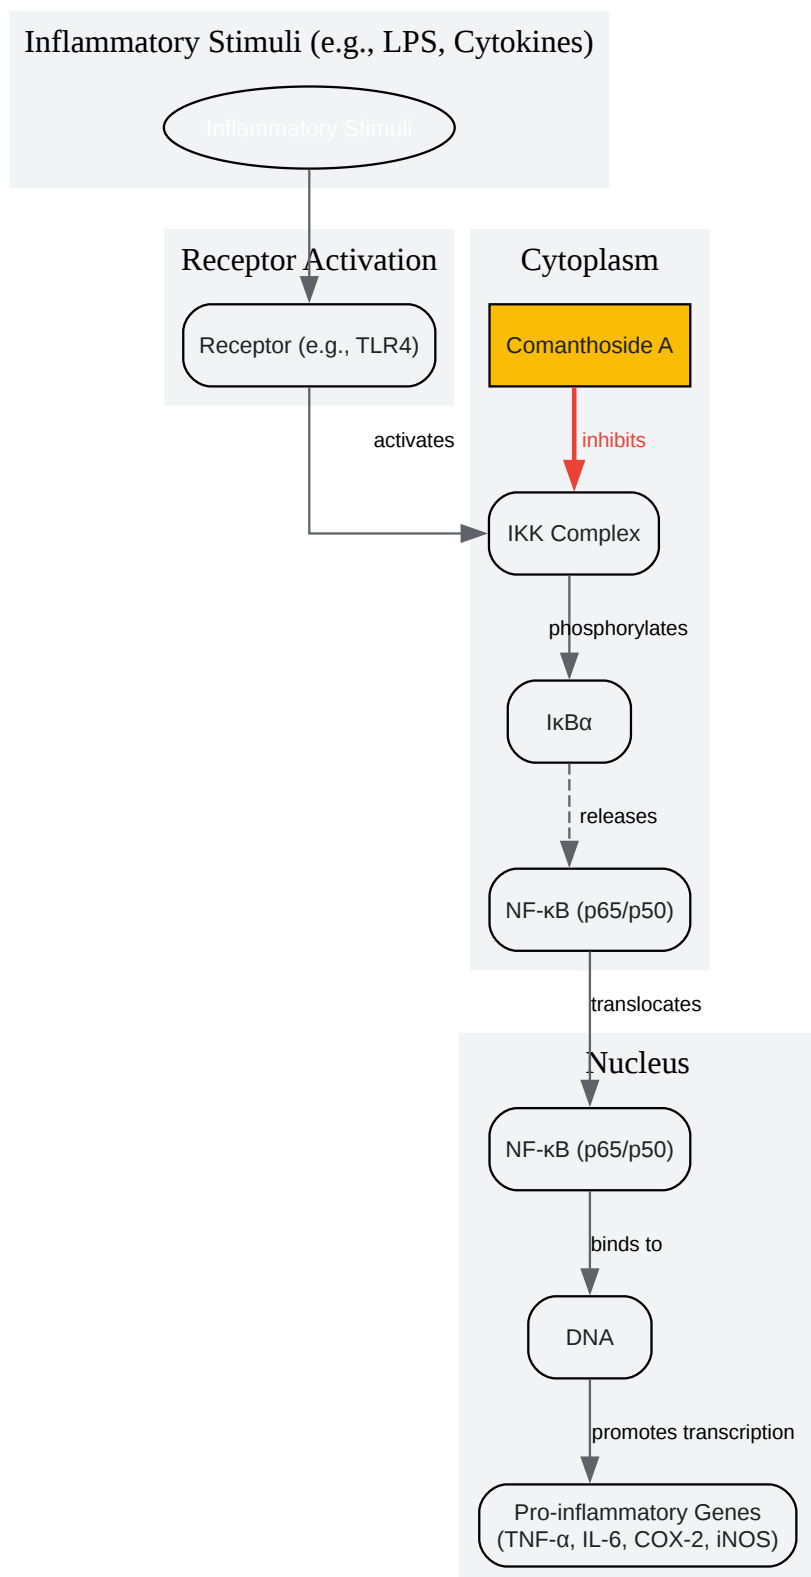 Inflammatory Stimuli (e.g., LPS, Cytokines)
Inflammatory Stimuli
Receptor Activation
Cytoplasm
Receptor (e.g., TLR4)
Comanthoside A
activates
inhibits
IKK Complex
phosphorylates
IκBα
releases
NF-κB (p65/p50)
translocates
Nucleus
NF-κB (p65/p50)
binds to
DNA
promotes transcription
Pro-inflammatory Genes
(TNF-α, IL-6, COX-2, iNOS)